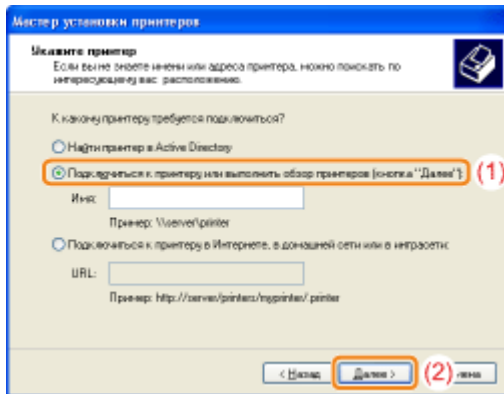 Мастер установки принтеров
Укажите принтер
Если вы не знаете имени или адреса принтера, можно поискать по
интересующему вас расположению.
К какому принтеру требуется подключиться?
Найти принтер в Active Directory
Подключиться к принтеру или выполнить обзор принтеров (кнопка "Далее"):
(1)
Имя:
Пример: \\server\printer
Подключиться к принтеру в Интернете, в домашней сети или в интрасети:
URL:
Пример: http://server/printers/myprinter/.printer
< Назад Далее > (2)